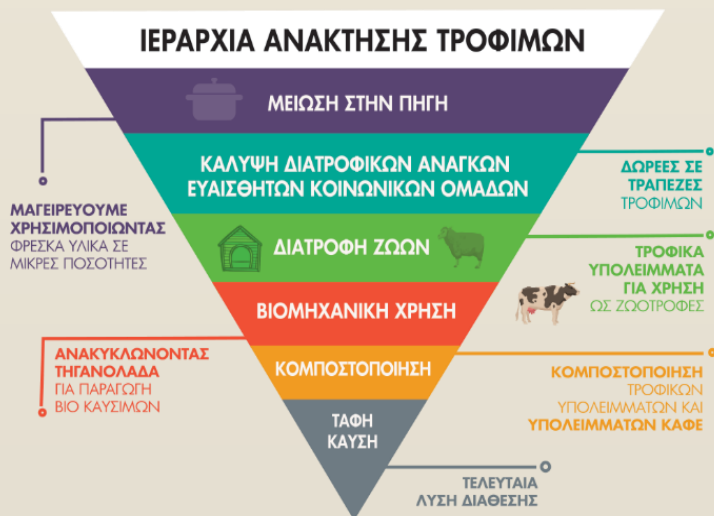 ΙΕΡΑΡΧΙΑ ΑΝΑΚΤΗΣΗΣ ΤΡΟΦΙΜΩΝ
ΜΕΙΩΣΗ ΣΤΗΝ ΠΗΓΗ
ΚΑΛΥΨΗ ΔΙΑΤΡΟΦΙΚΩΝ ΑΝΑΓΚΩΝ
ΕΥΑΙΣΘΗΤΩΝ ΚΟΙΝΩΝΙΚΩΝ ΟΜΑΔΩΝ
ΔΩΡΕΕΣ ΣΕ
ΤΡΑΠΕΖΕΣ
ΤΡΟΦΙΜΩΝ
ΜΑΓΕΙΡΕΥΟΥΜΕ
ΧΡΗΣΙΜΟΠΟΙΩΝΤΑΣ
ΦΡΕΣΚΑ ΥΛΙΚΑ ΣΕ
ΜΙΚΡΕΣ ΠΟΣΟΤΗΤΕΣ
ΔΙΑΤΡΟΦΗ ΖΩΩΝ
ΤΡΟΦΙΚΑ
ΥΠΟΛΕΙΜΜΑΤΑ
ΓΙΑ ΧΡΗΣΗ
ΩΣ ΖΩΟΤΡΟΦΕΣ
ΒΙΟΜΗΧΑΝΙΚΗ ΧΡΗΣΗ
ΑΝΑΚΥΚΛΩΝΟΝΤΑΣ
ΤΗΓΑΝΟΛΑΔΑ
ΓΙΑ ΠΑΡΑΓΩΓΗ
ΒΙΟ ΚΑΥΣΙΜΩΝ
ΚΟΜΠΟΣΤΟΠΟΙΗΣΗ
ΚΟΜΠΟΣΤΟΠΟΙΗΣΗ
ΤΡΟΦΙΚΩΝ
ΥΠΟΛΕΙΜΜΑΤΩΝ ΚΑΙ
ΥΠΟΛΕΙΜΜΑΤΩΝ ΚΑΦΕ
ΤΑΦΗ
ΚΑΥΣΗ
ΤΕΛΕΥΤΑΙΑ
ΛΥΣΗ ΔΙΑΘΕΣΗΣ